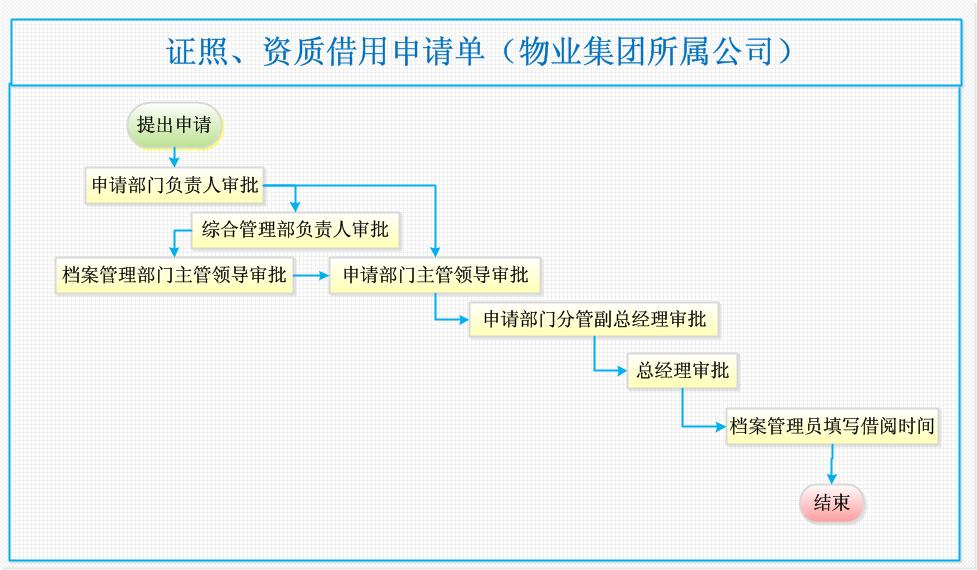 证照、资质借用申请单（物业集团所属公司）
提出申请
申请部门负责人审批
综合管理部负责人审批
档案管理部门主管领导审批
申请部门主管领导审批
申请部门分管副总经理审批
总经理审批
档案管理员填写借阅时间
结束